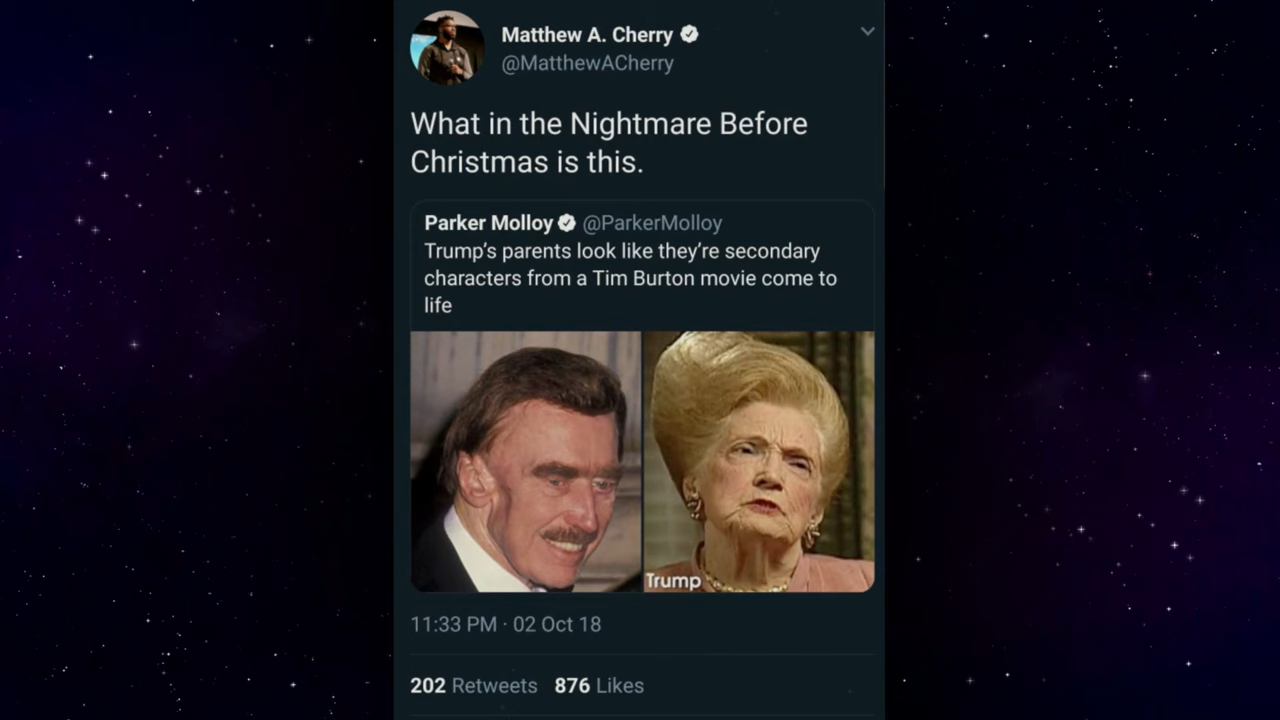 Matthew A. Cherry
@MatthewACherry
What in the Nightmare Before
Christmas is this.
Parker Molloy @ParkerMolloy
Trump’s parents look like they’re secondary
characters from a Tim Burton movie come to
life
Trump
11:33 PM · 02 Oct 18
202 Retweets 876 Likes